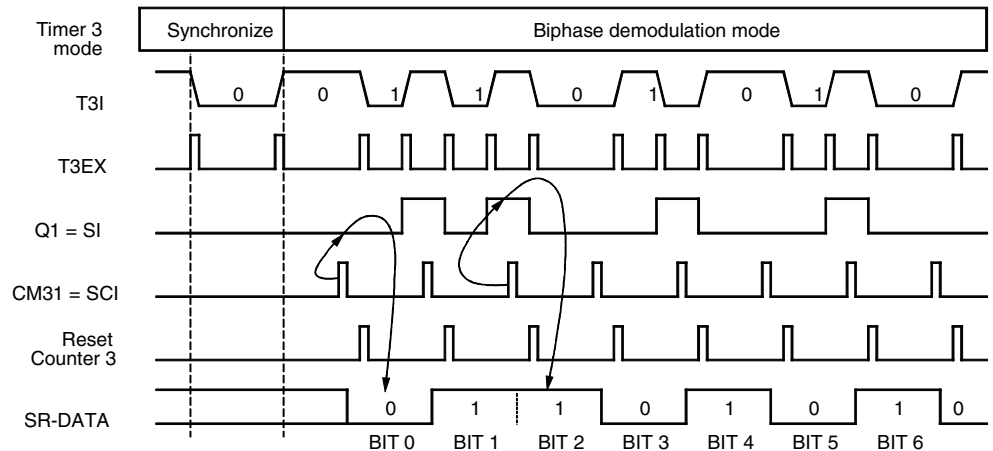 Timer 3
mode
Synchronize
Biphase demodulation mode
T3I
0 0 1 1 0 1 0 1 0
T3EX
Q1 = SI
CM31 = SCI
Reset
Counter 3
SR-DATA
0 1 1 0 1 0 1 0
BIT 0 BIT 1 BIT 2 BIT 3 BIT 4 BIT 5 BIT 6